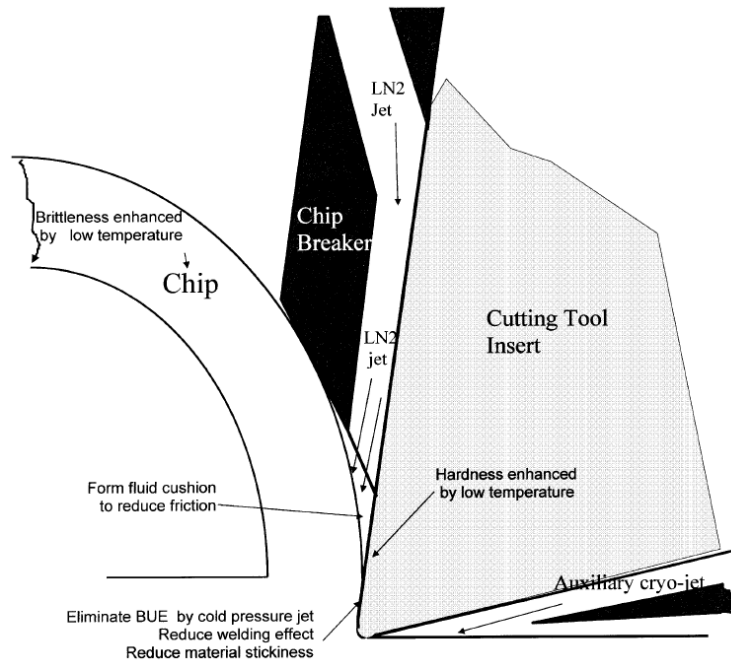 LN2
Jet
Brittleness enhanced
by low temperature
Chip
Chip
Breaker
Cutting Tool
Insert
LN2
jet
Hardness enhanced
by low temperature
Form fluid cushion
to reduce friction
Auxiliary cryo-jet
Eliminate BUE by cold pressure jet
Reduce welding effect
Reduce material stickiness